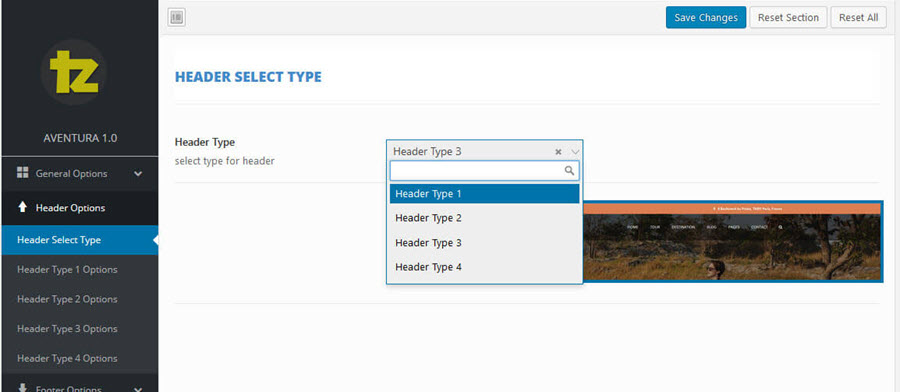 Save Changes
Reset Section
Reset All
tz
HEADER SELECT TYPE
AVENTURA 1.0
Header Type
select type for header
Header Type 3
General Options
Header Options
Header Select Type
Header Type 1 Options
Header Type 2 Options
Header Type 3 Options
Header Type 4 Options
Footer Options
Header Type 1
Header Type 2
Header Type 3
Header Type 4
HOME TOUR DESTINATION BLOG PAGES CONTACT